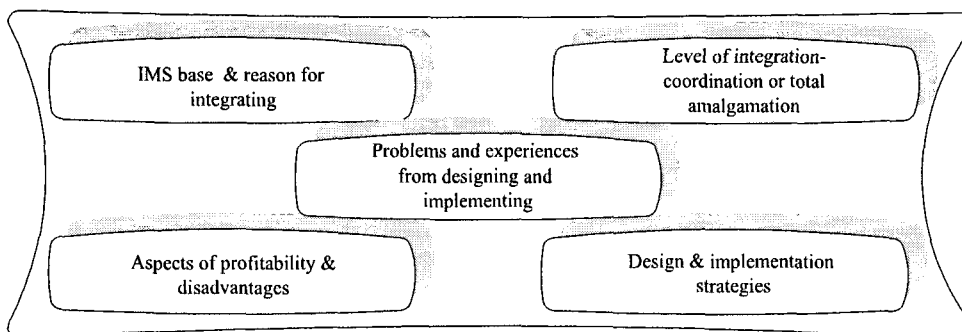 IMS base & reason for
integrating
Level of integration-
coordination or total
amalgamation
Problems and experiences
from designing and
implementing
Aspects of profitability &
disadvantages
Design & implementation
strategies